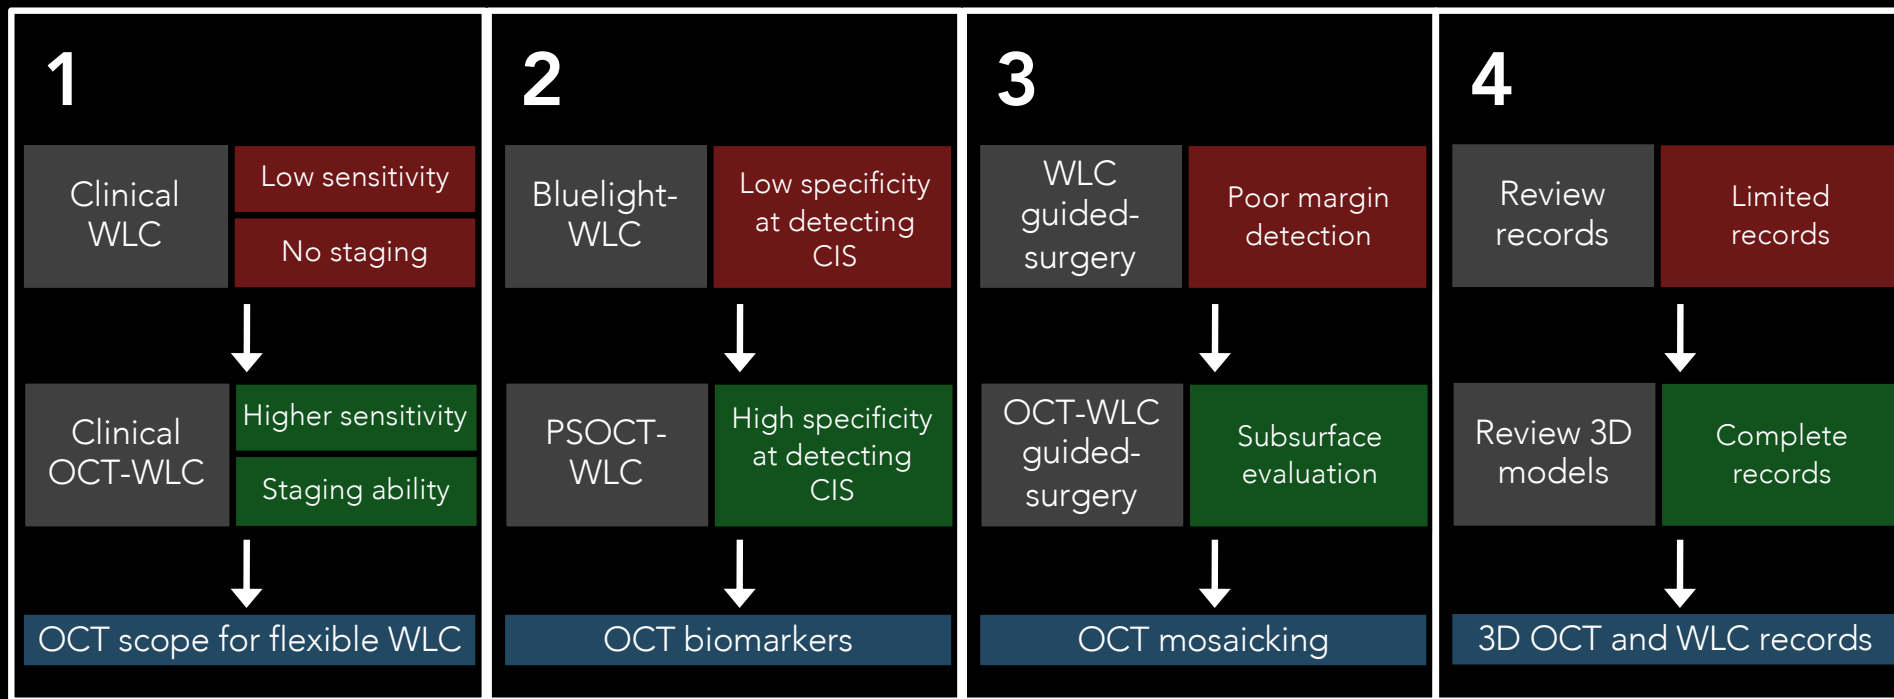 1
Clinical
WLC
Low sensitivity
No staging
Clinical
OCT-WLC
Higher sensitivity
Staging ability
OCT scope for flexible WLC
2
Bluelight-
WLC
Low specificity
at detecting
CIS
PSOCT-
WLC
High specificity
at detecting
CIS
OCT biomarkers
3
WLC
guided-
surgery
Poor margin
detection
OCT-WLC
guided-
surgery
Subsurface
evaluation
OCT mosaicking
4
Review
records
Limited
records
Review 3D
models
Complete
records
3D OCT and WLC records